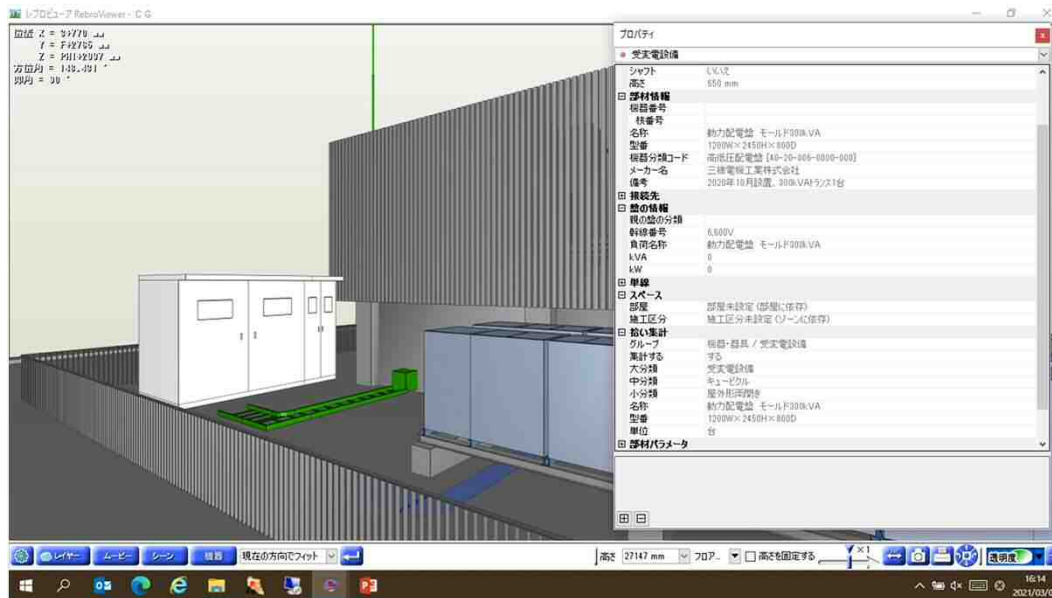 レブロビューア RebroViewer - CG
Y = F+2785 mm
プロパティ
受変電設備
シャフト いいえ
高さ 650 mm
部材情報
機器番号
枝番号
名称 動力配電盤 モールド300kVA
型番 1200W×2450H×800D
機器分類コード 高低圧配電盤 [40-20-006-0000-000]
メーカー名
備考 2020年10月設置、300kVAトランス1台
接続先
盤の情報
親の盤の分類
幹線番号 6,600V
負荷名称 動力配電盤 モールド300kVA
kVA 0
kW 0
単線
スペース
部屋 部屋未設定 (部屋に依存)
施工区分 施工区分未設定 (ゾーンに依存)
拾い集計
グループ 機器・器具 / 受変電設備
集計する する
大分類 受変電設備
中分類 キュービクル
小分類
名称 動力配電盤 モールド300kVA
型番 1200W×2450H×800D
単位 台
部材パラメータ
レイヤー ムービー シーン 機器 現在の方向でフィット 高さ 27147 mm フロア.. 高さを固定する ×1 透明度
16:14